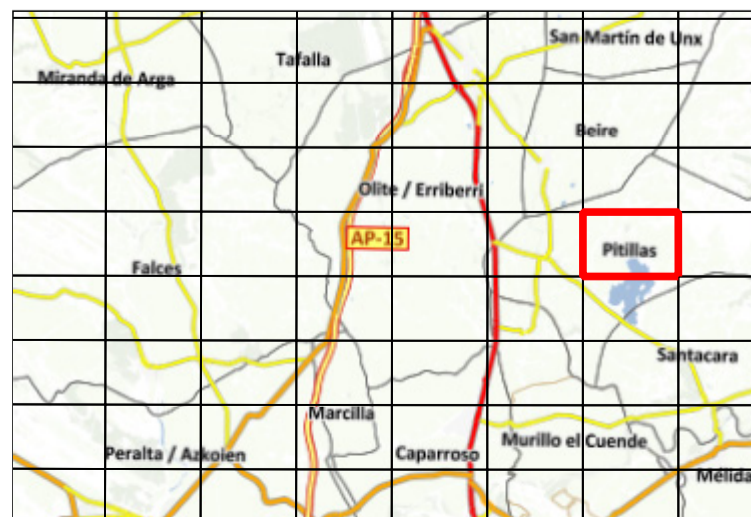 San Martín de Unx
Tafalla
Miranda de Arga
Beire
Olite / Erriberri
AP-15
Pitillas
Falces
Santacara
Marcilla
Murillo el Cuende
Peralta / Azkoien
Caparroso
Mélida